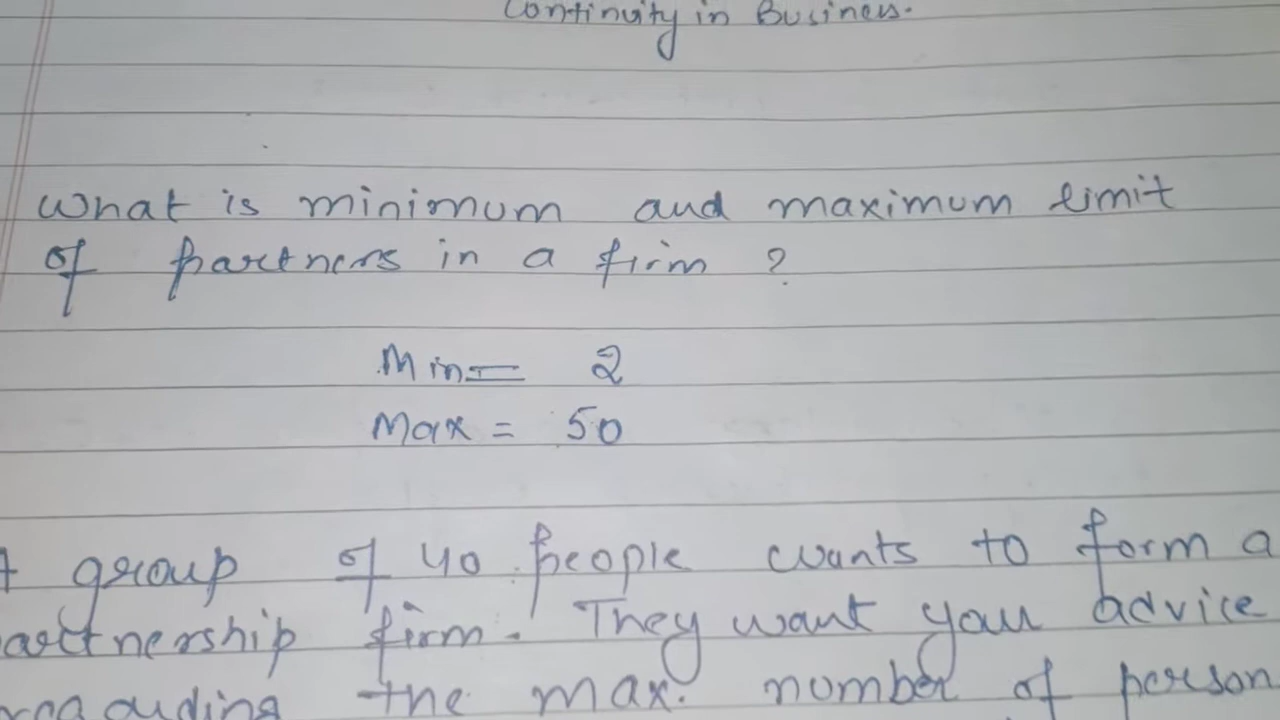 Continuity in Business.
What is minimum and maximum limit
of partners in a firm ?
Min = 2
Max = 50
group of 40 people wants to form a
artnership firm. They want your advice
the max. number of person